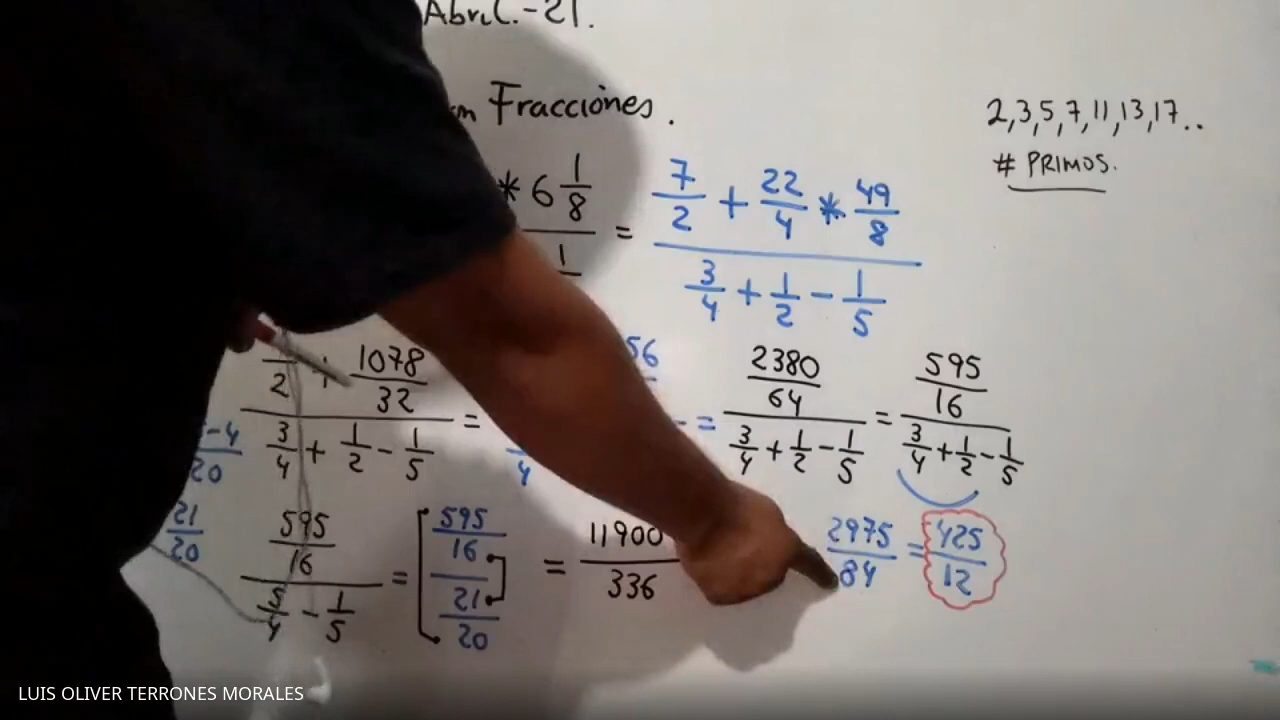 Abril.-21.
Fracciones.
2,3,5,7,11,13,17..
# PRIMOS.
* 6 1/8 = 7/2 + 22/4 * 49/8
3/4 + 1/2 - 1/5
2 + 1078/32 = 56 = 2380/64 = 595/16
-4/20 3/4 + 1/2 - 1/5 4 3/4 + 1/2 - 1/5 3/4 + 1/2 - 1/5
21/20 595/16 = [595/16 = 11900/336 2975/84 = 425/12
5/4 - 1/5 21/20
LUIS OLIVER TERRONES MORALES